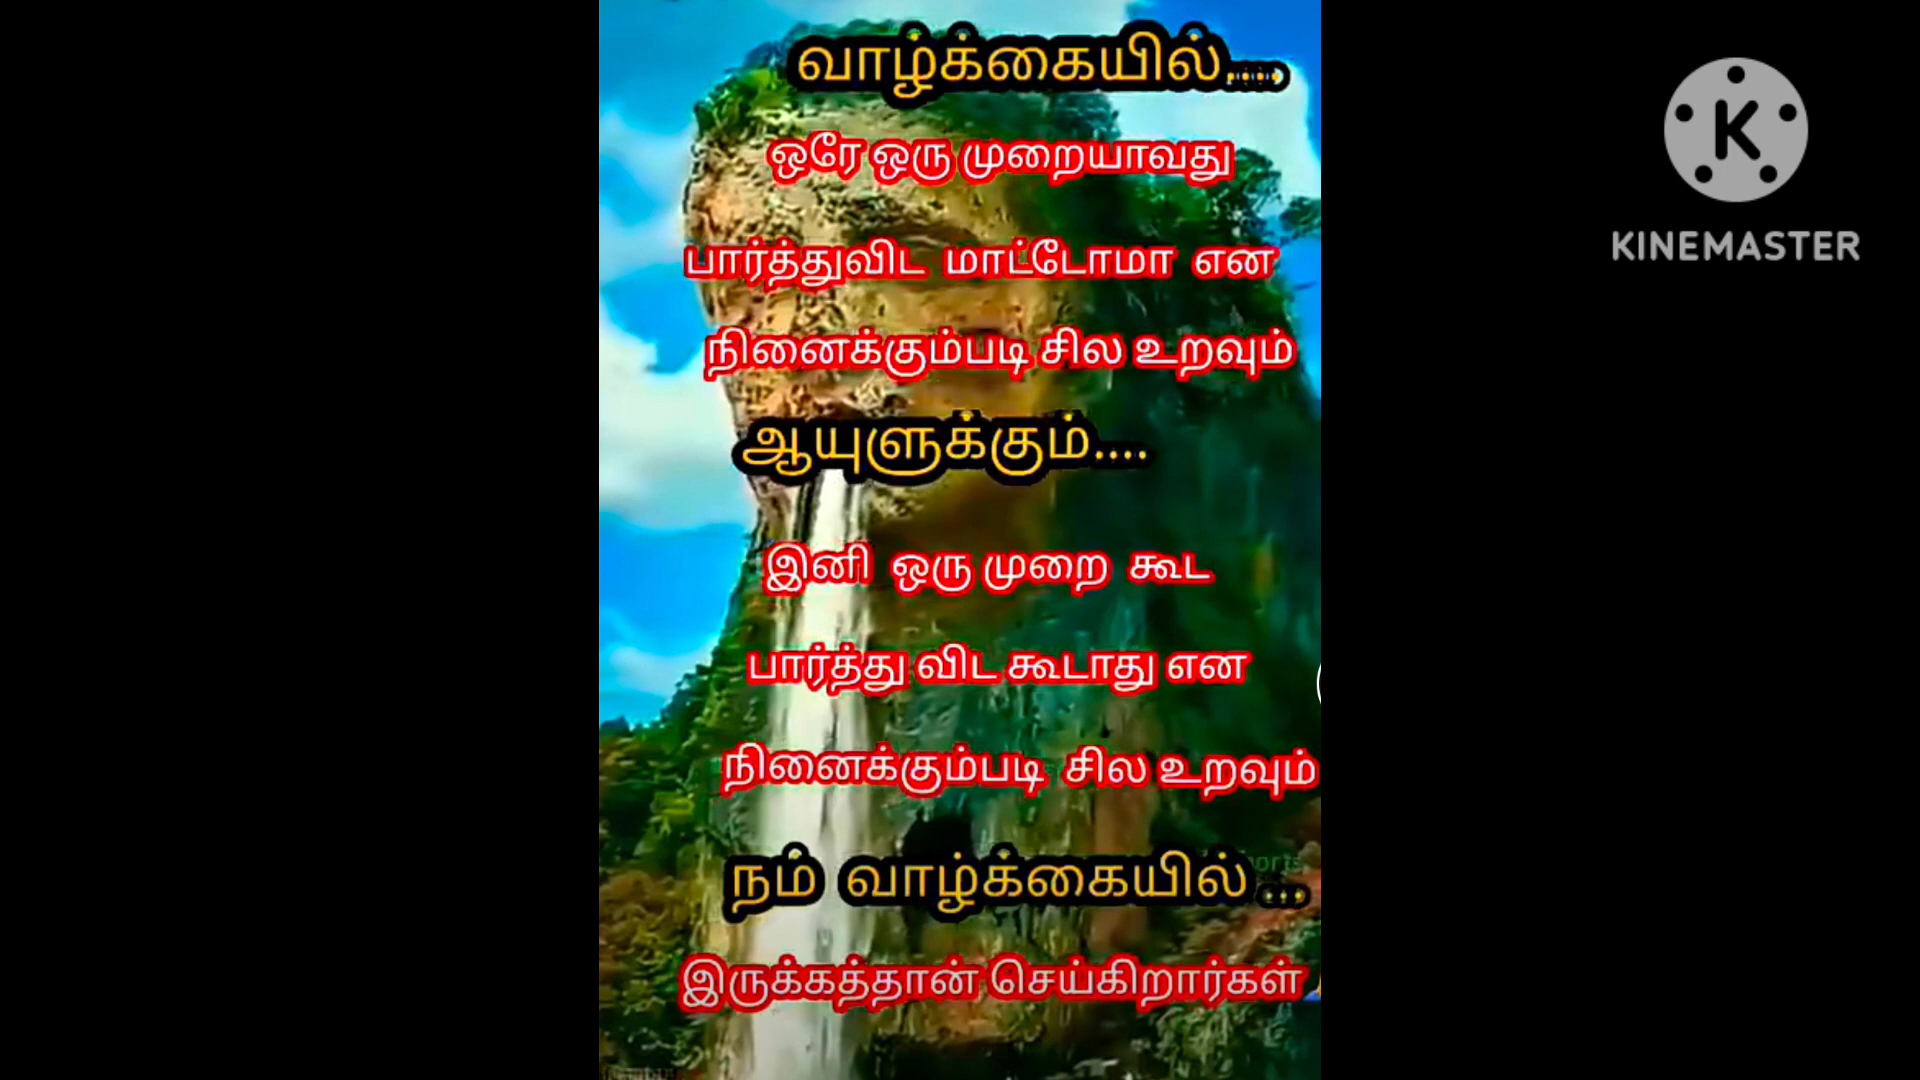 வாழ்க்கையில்.....
ஒரே ஒரு முறையாவது
பார்த்துவிட மாட்டோமா என
நினைக்கும்படி சில உறவும்
ஆயுளுக்கும்....
இனி ஒரு முறை கூட
பார்த்து விட கூடாது என
நினைக்கும்படி சில உறவும்
நம் வாழ்க்கையில் ...
இருக்கத்தான் செய்கிறார்கள்
K
KINEMASTER